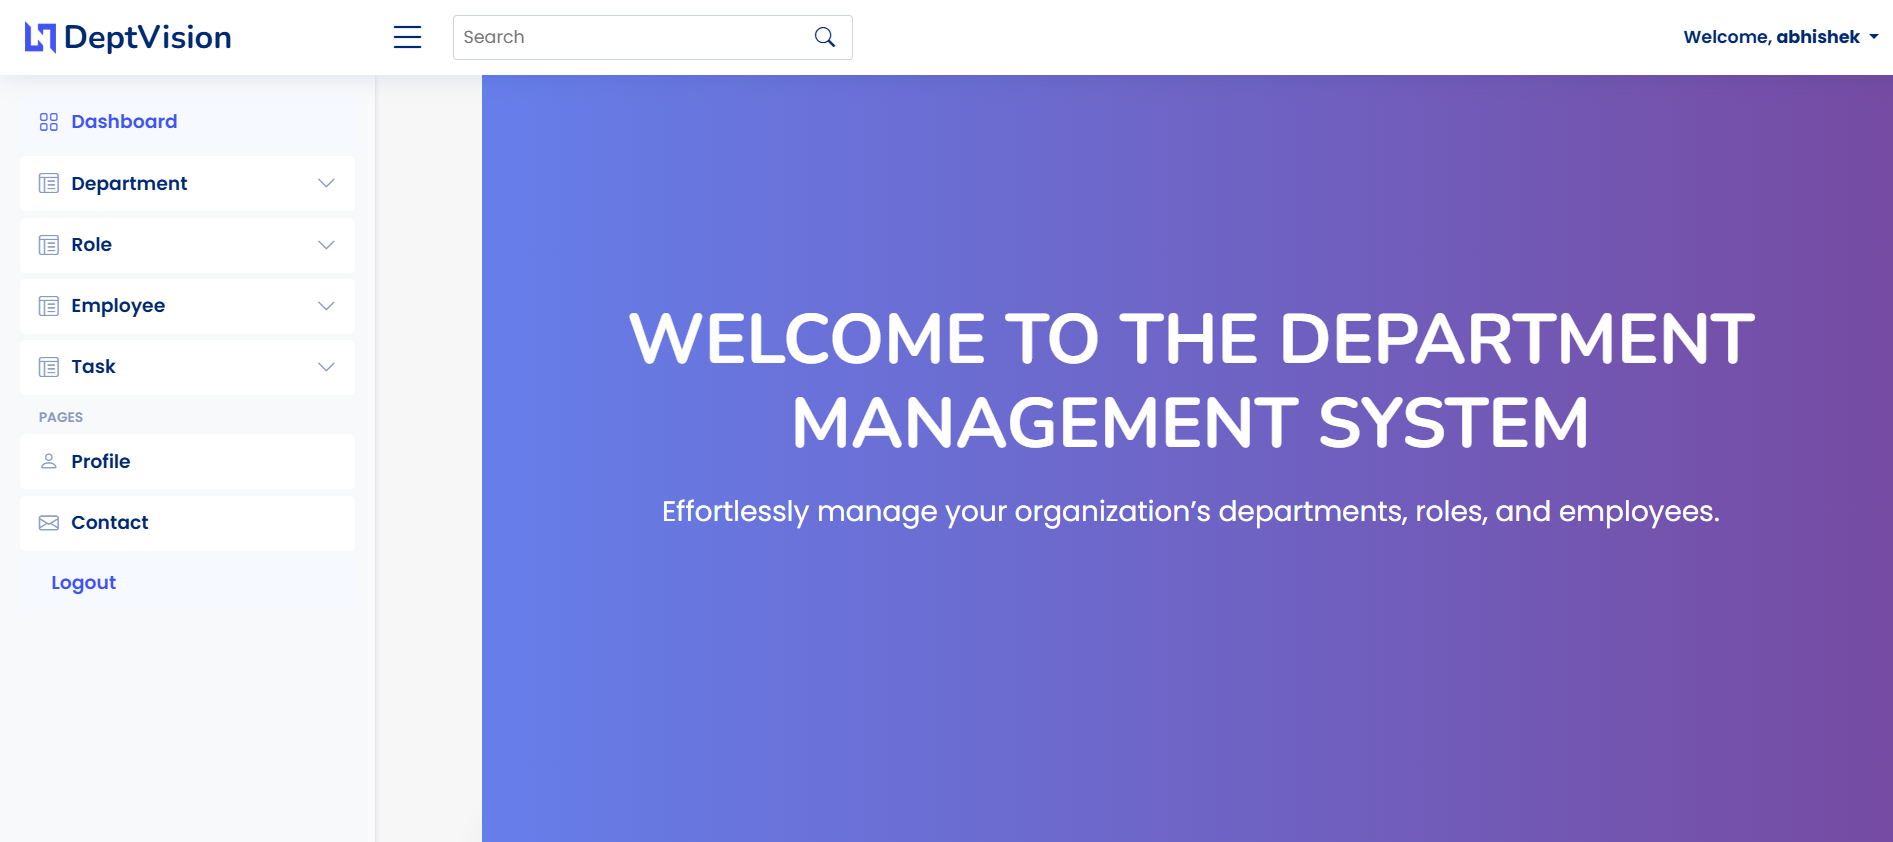 DeptVision
Search
Welcome, abhishek
Dashboard
Department
Role
Employee
Task
PAGES
Profile
Contact
Logout
WELCOME TO THE DEPARTMENT
MANAGEMENT SYSTEM
Effortlessly manage your organization’s departments, roles, and employees.